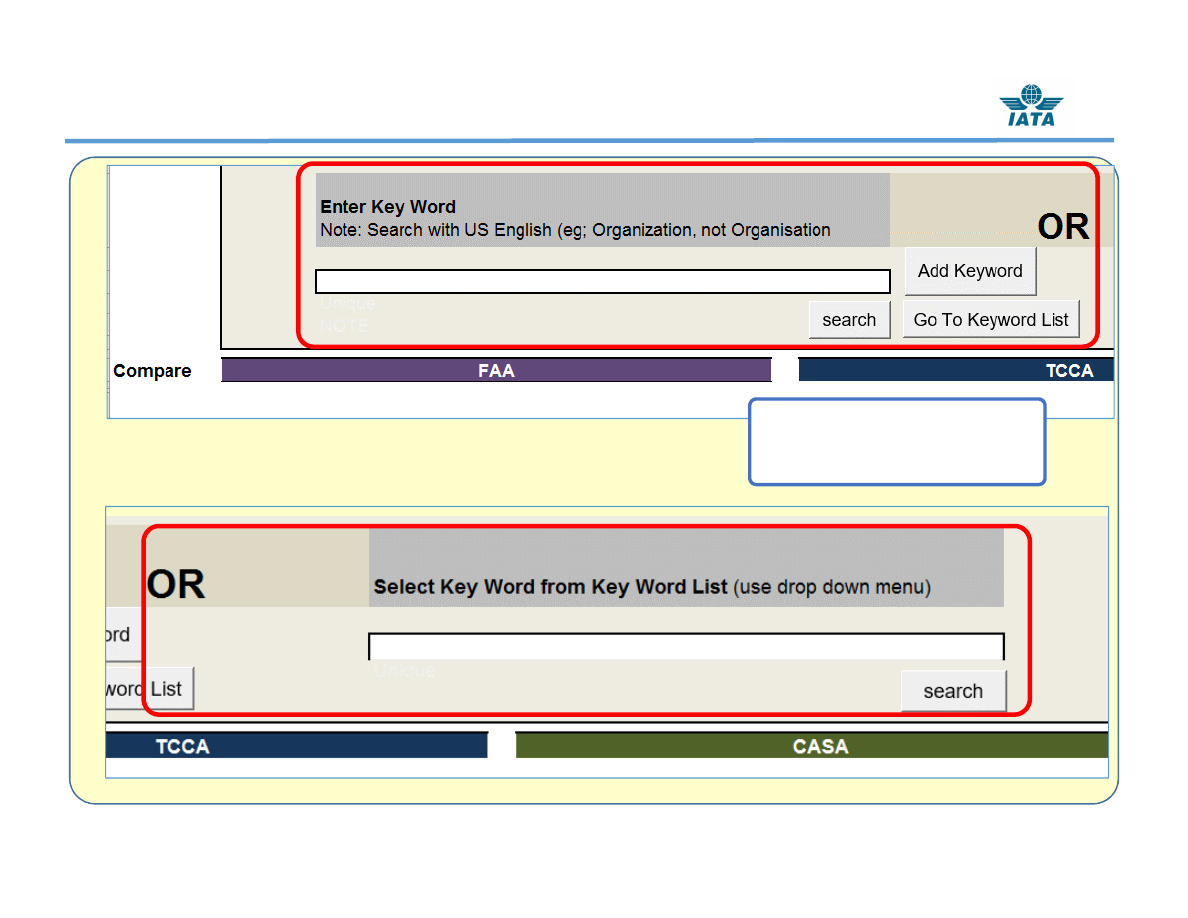 IATA
Enter Key Word
Note: Search with US English (eg; Organization, not Organisation
OR
Add Keyword
Unique
NOTE
search
Go To Keyword List
Compare
FAA
TCCA
OR
Select Key Word from Key Word List (use drop down menu)
ord
Unique
word List
search
TCCA
CASA